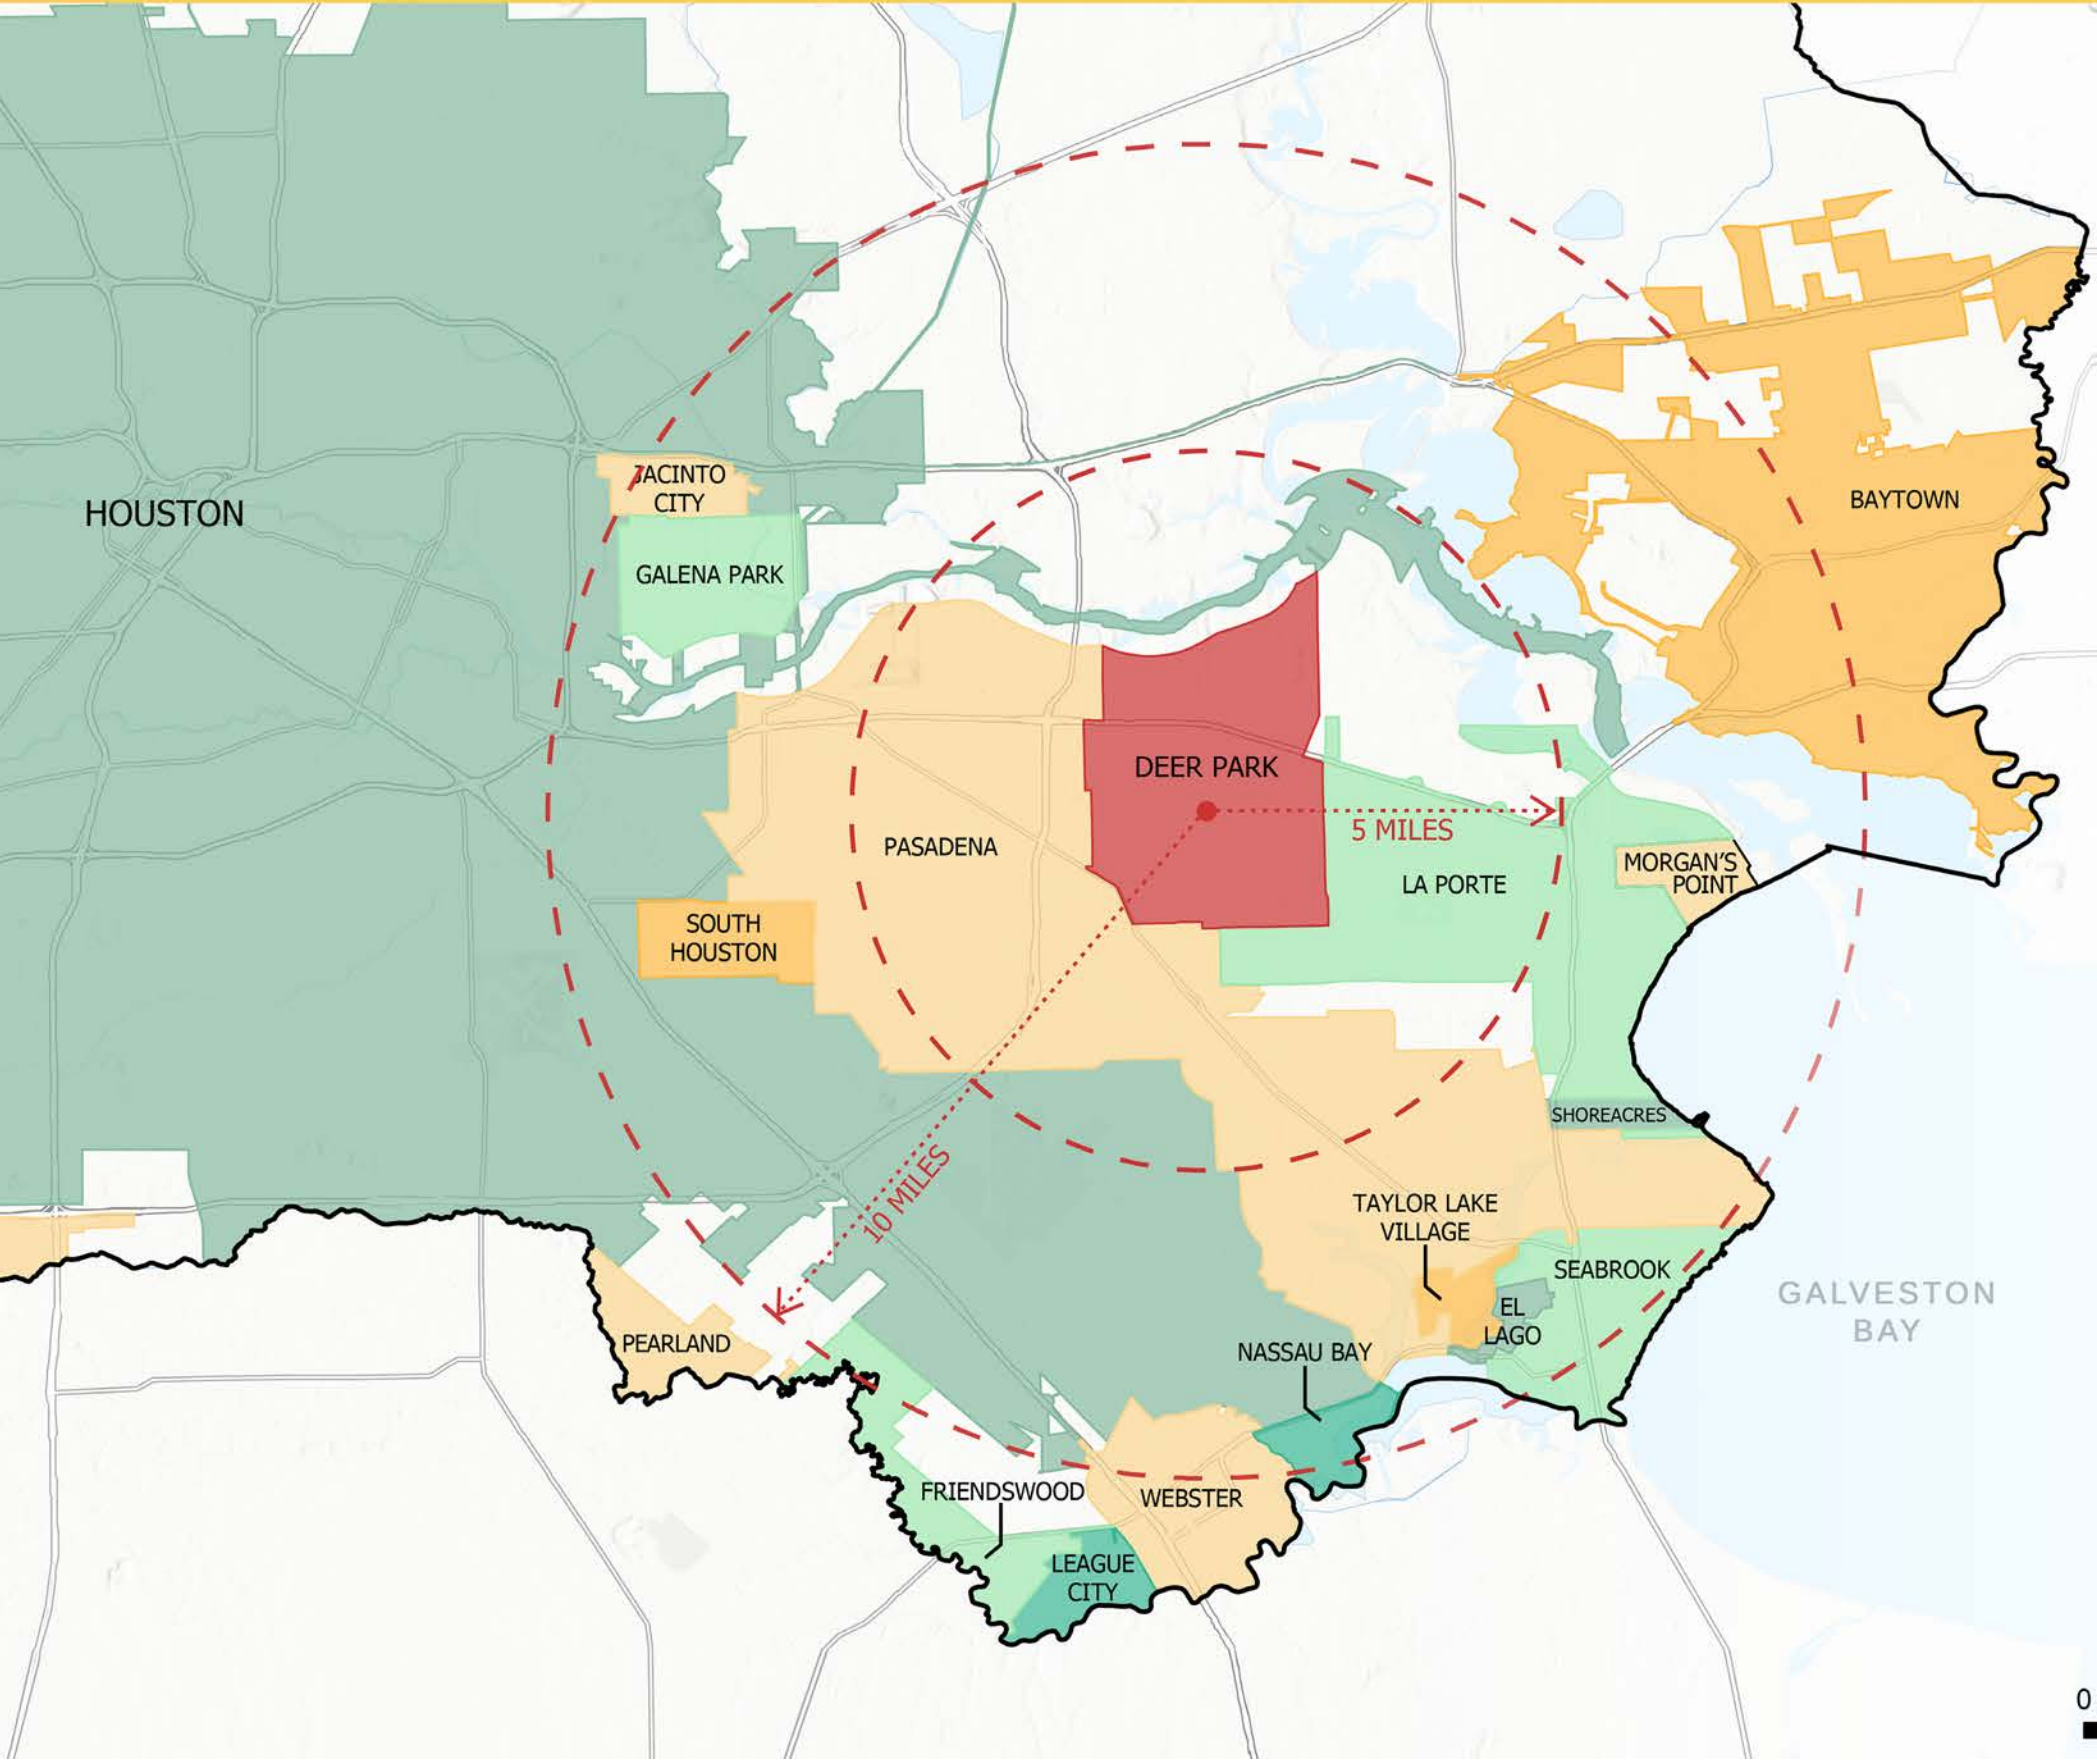 JACINTO
CITY
HOUSTON
BAYTOWN
GALENA PARK
DEER PARK
5 MILES
PASADENA
LA PORTE
MORGAN'S
POINT
SOUTH
HOUSTON
SHOREACRES
10 MILES
TAYLOR LAKE
VILLAGE
SEABROOK
GALVESTON
BAY
EL
LAGO
PEARLAND
NASSAU BAY
FRIENDSWOOD
WEBSTER
LEAGUE
CITY
0